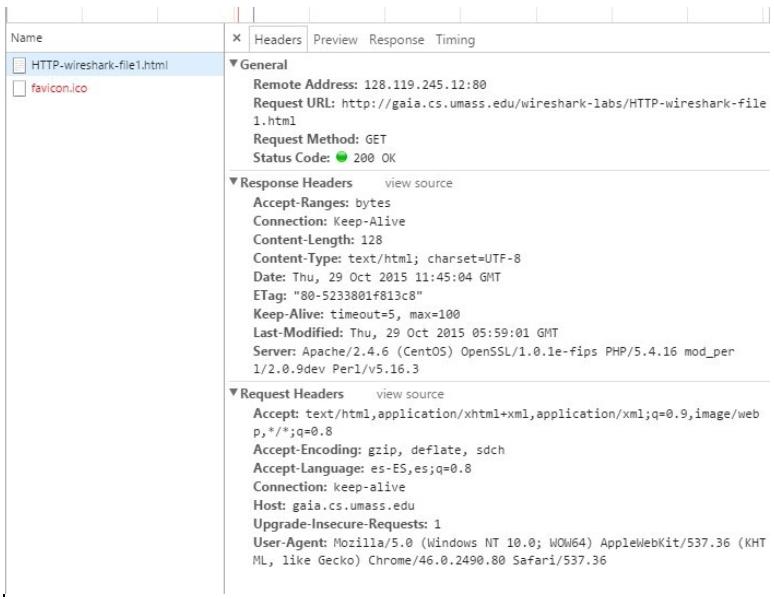 Name
HTTP-wireshark-file1.html
favicon.ico
× Headers Preview Response Timing
▼General
Remote Address: 128.119.245.12:80
Request URL: http://gaia.cs.umass.edu/wireshark-labs/HTTP-wireshark-file
1.html
Request Method: GET
Status Code: 200 OK
▼Response Headers view source
Accept-Ranges: bytes
Connection: Keep-Alive
Content-Length: 128
Content-Type: text/html; charset=UTF-8
Date: Thu, 29 Oct 2015 11:45:04 GMT
ETag: "80-5233801f813c8"
Keep-Alive: timeout=5, max=100
Last-Modified: Thu, 29 Oct 2015 05:59:01 GMT
Server: Apache/2.4.6 (CentOS) OpenSSL/1.0.1e-fips PHP/5.4.16 mod_per
l/2.0.9dev Perl/v5.16.3
▼Request Headers view source
Accept: text/html,application/xhtml+xml,application/xml;q=0.9,image/web
p,*/*;q=0.8
Accept-Encoding: gzip, deflate, sdch
Accept-Language: es-ES,es;q=0.8
Connection: keep-alive
Host: gaia.cs.umass.edu
Upgrade-Insecure-Requests: 1
User-Agent: Mozilla/5.0 (Windows NT 10.0; WOW64) AppleWebKit/537.36 (KHT
ML, like Gecko) Chrome/46.0.2490.80 Safari/537.36